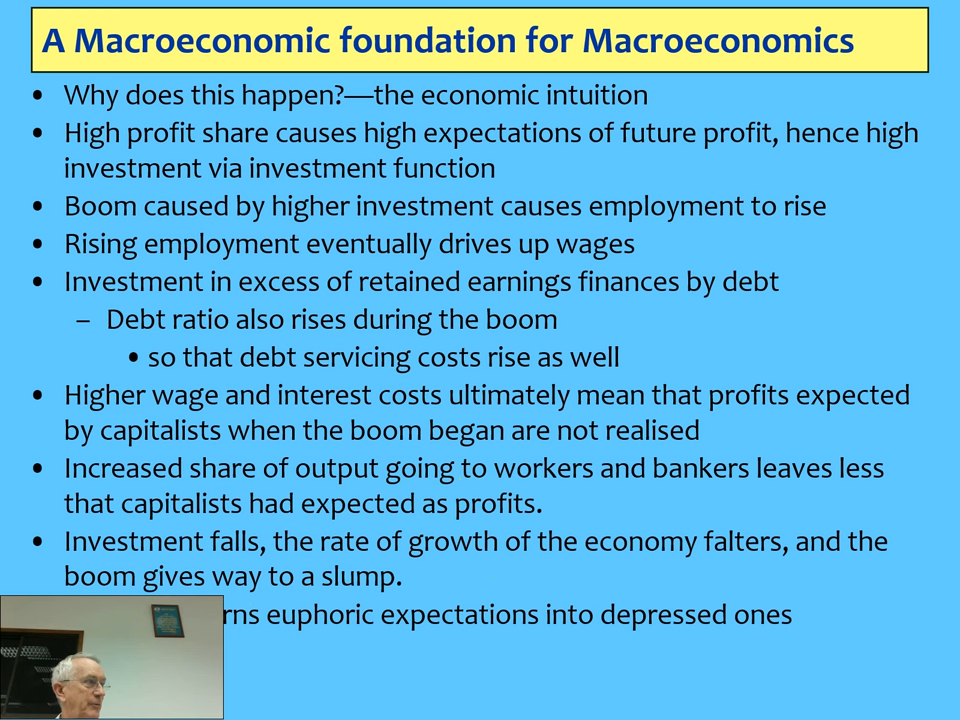 A Macroeconomic foundation for Macroeconomics
• Why does this happen?—the economic intuition
• High profit share causes high expectations of future profit, hence high
investment via investment function
• Boom caused by higher investment causes employment to rise
• Rising employment eventually drives up wages
• Investment in excess of retained earnings finances by debt
– Debt ratio also rises during the boom
• so that debt servicing costs rise as well
• Higher wage and interest costs ultimately mean that profits expected
by capitalists when the boom began are not realised
• Increased share of output going to workers and bankers leaves less
that capitalists had expected as profits.
• Investment falls, the rate of growth of the economy falters, and the
boom gives way to a slump.
euphoric expectations into depressed ones